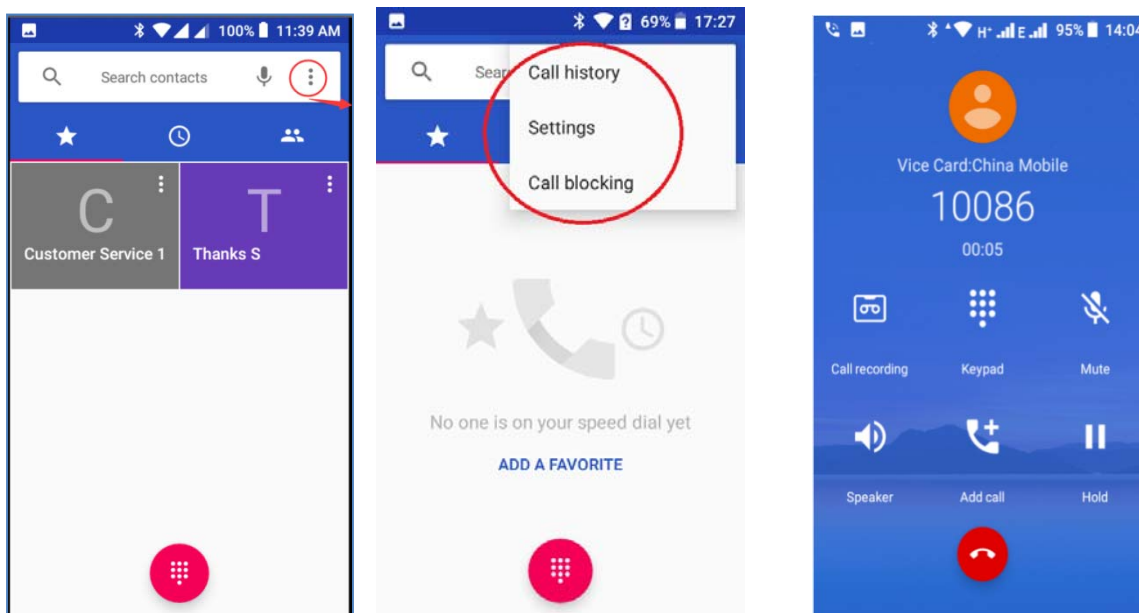 100% 11:39 AM
Search contacts
C
Customer Service 1
T
Thanks S
69% 17:27
Sear
Call history
Settings
Call blocking
No one is on your speed dial yet
ADD A FAVORITE
H+ E 95% 14:04
Vice Card:China Mobile
10086
00:05
Call recording
Keypad
Mute
Speaker
Add call
Hold